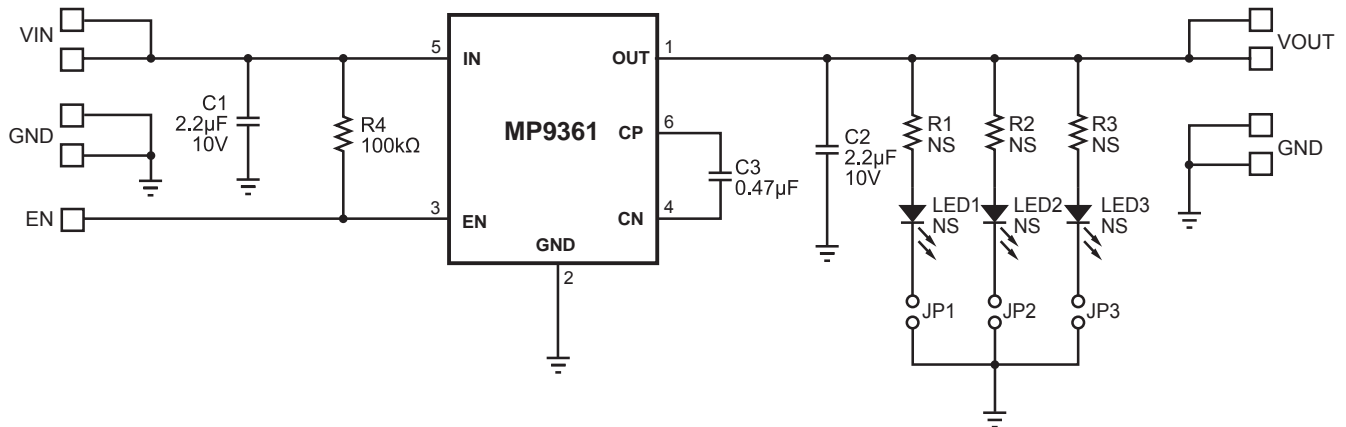 VIN
GND
EN
C1
2.2µF
10V
R4
100kΩ
5
3
IN
EN
MP9361
GND
2
OUT
CP
CN
1
6
4
C3
0.47µF
C2
2.2µF
10V
R1
NS
R2
NS
R3
NS
LED1
NS
LED2
NS
LED3
NS
JP1
JP2
JP3
VOUT
GND